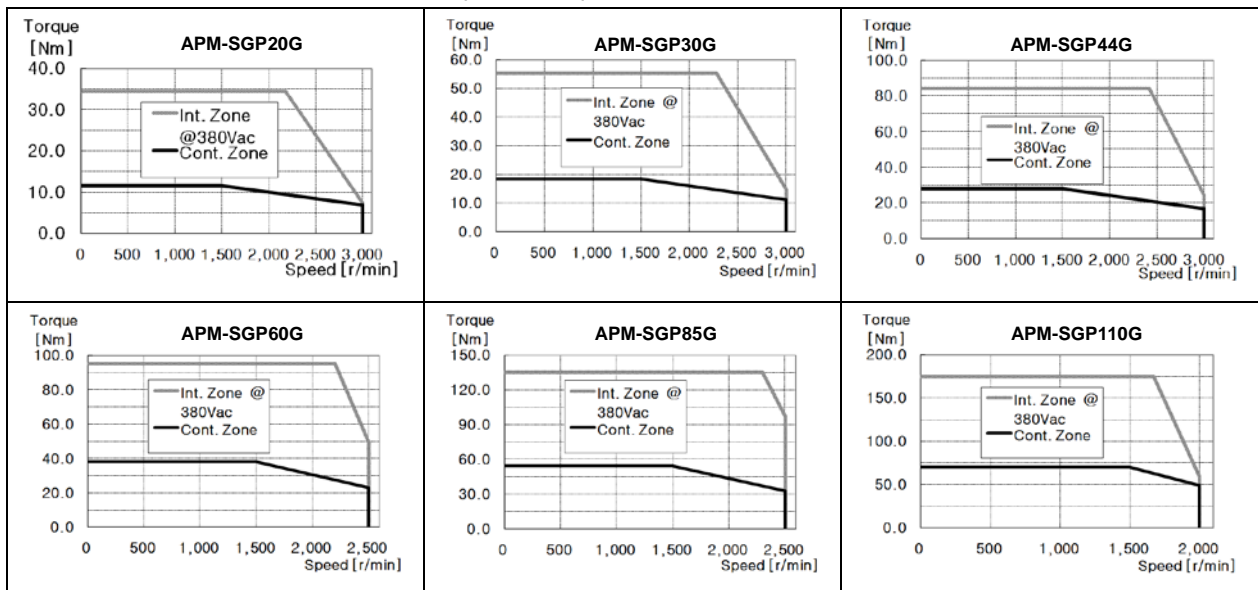 Torque
[Nm]
APM-SGP20G
40.0
30.0
20.0
10.0
0.0
Int. Zone
@380Vac
Cont. Zone
0 500 1,000 1,500 2,000 2,500 3,000
Speed [r/min]
Torque
[Nm]
APM-SGP30G
60.0
50.0
40.0
30.0
20.0
10.0
0.0
Int. Zone @
380Vac
Cont. Zone
0 500 1,000 1,500 2,000 2,500 3,000
Speed [r/min]
Torque
[Nm]
APM-SGP44G
100.0
80.0
60.0
40.0
20.0
0.0
Int. Zone @
380Vac
Cont. Zone
0 500 1,000 1,500 2,000 2,500 3,000
Speed [r/min]
Torque
[Nm]
APM-SGP60G
100.0
80.0
60.0
40.0
20.0
0.0
Int. Zone @
380Vac
Cont. Zone
0 500 1,000 1,500 2,000 2,500
Speed [r/min]
Torque
[Nm]
APM-SGP85G
150.0
120.0
90.0
60.0
30.0
0.0
Int. Zone @
380Vac
Cont. Zone
0 500 1,000 1,500 2,000 2,500
Speed [r/min]
Torque
[Nm]
APM-SGP110G
200.0
150.0
100.0
50.0
0.0
Int. Zone @
380Vac
Cont. Zone
0 500 1,000 1,500 2,000
Speed [r/min]